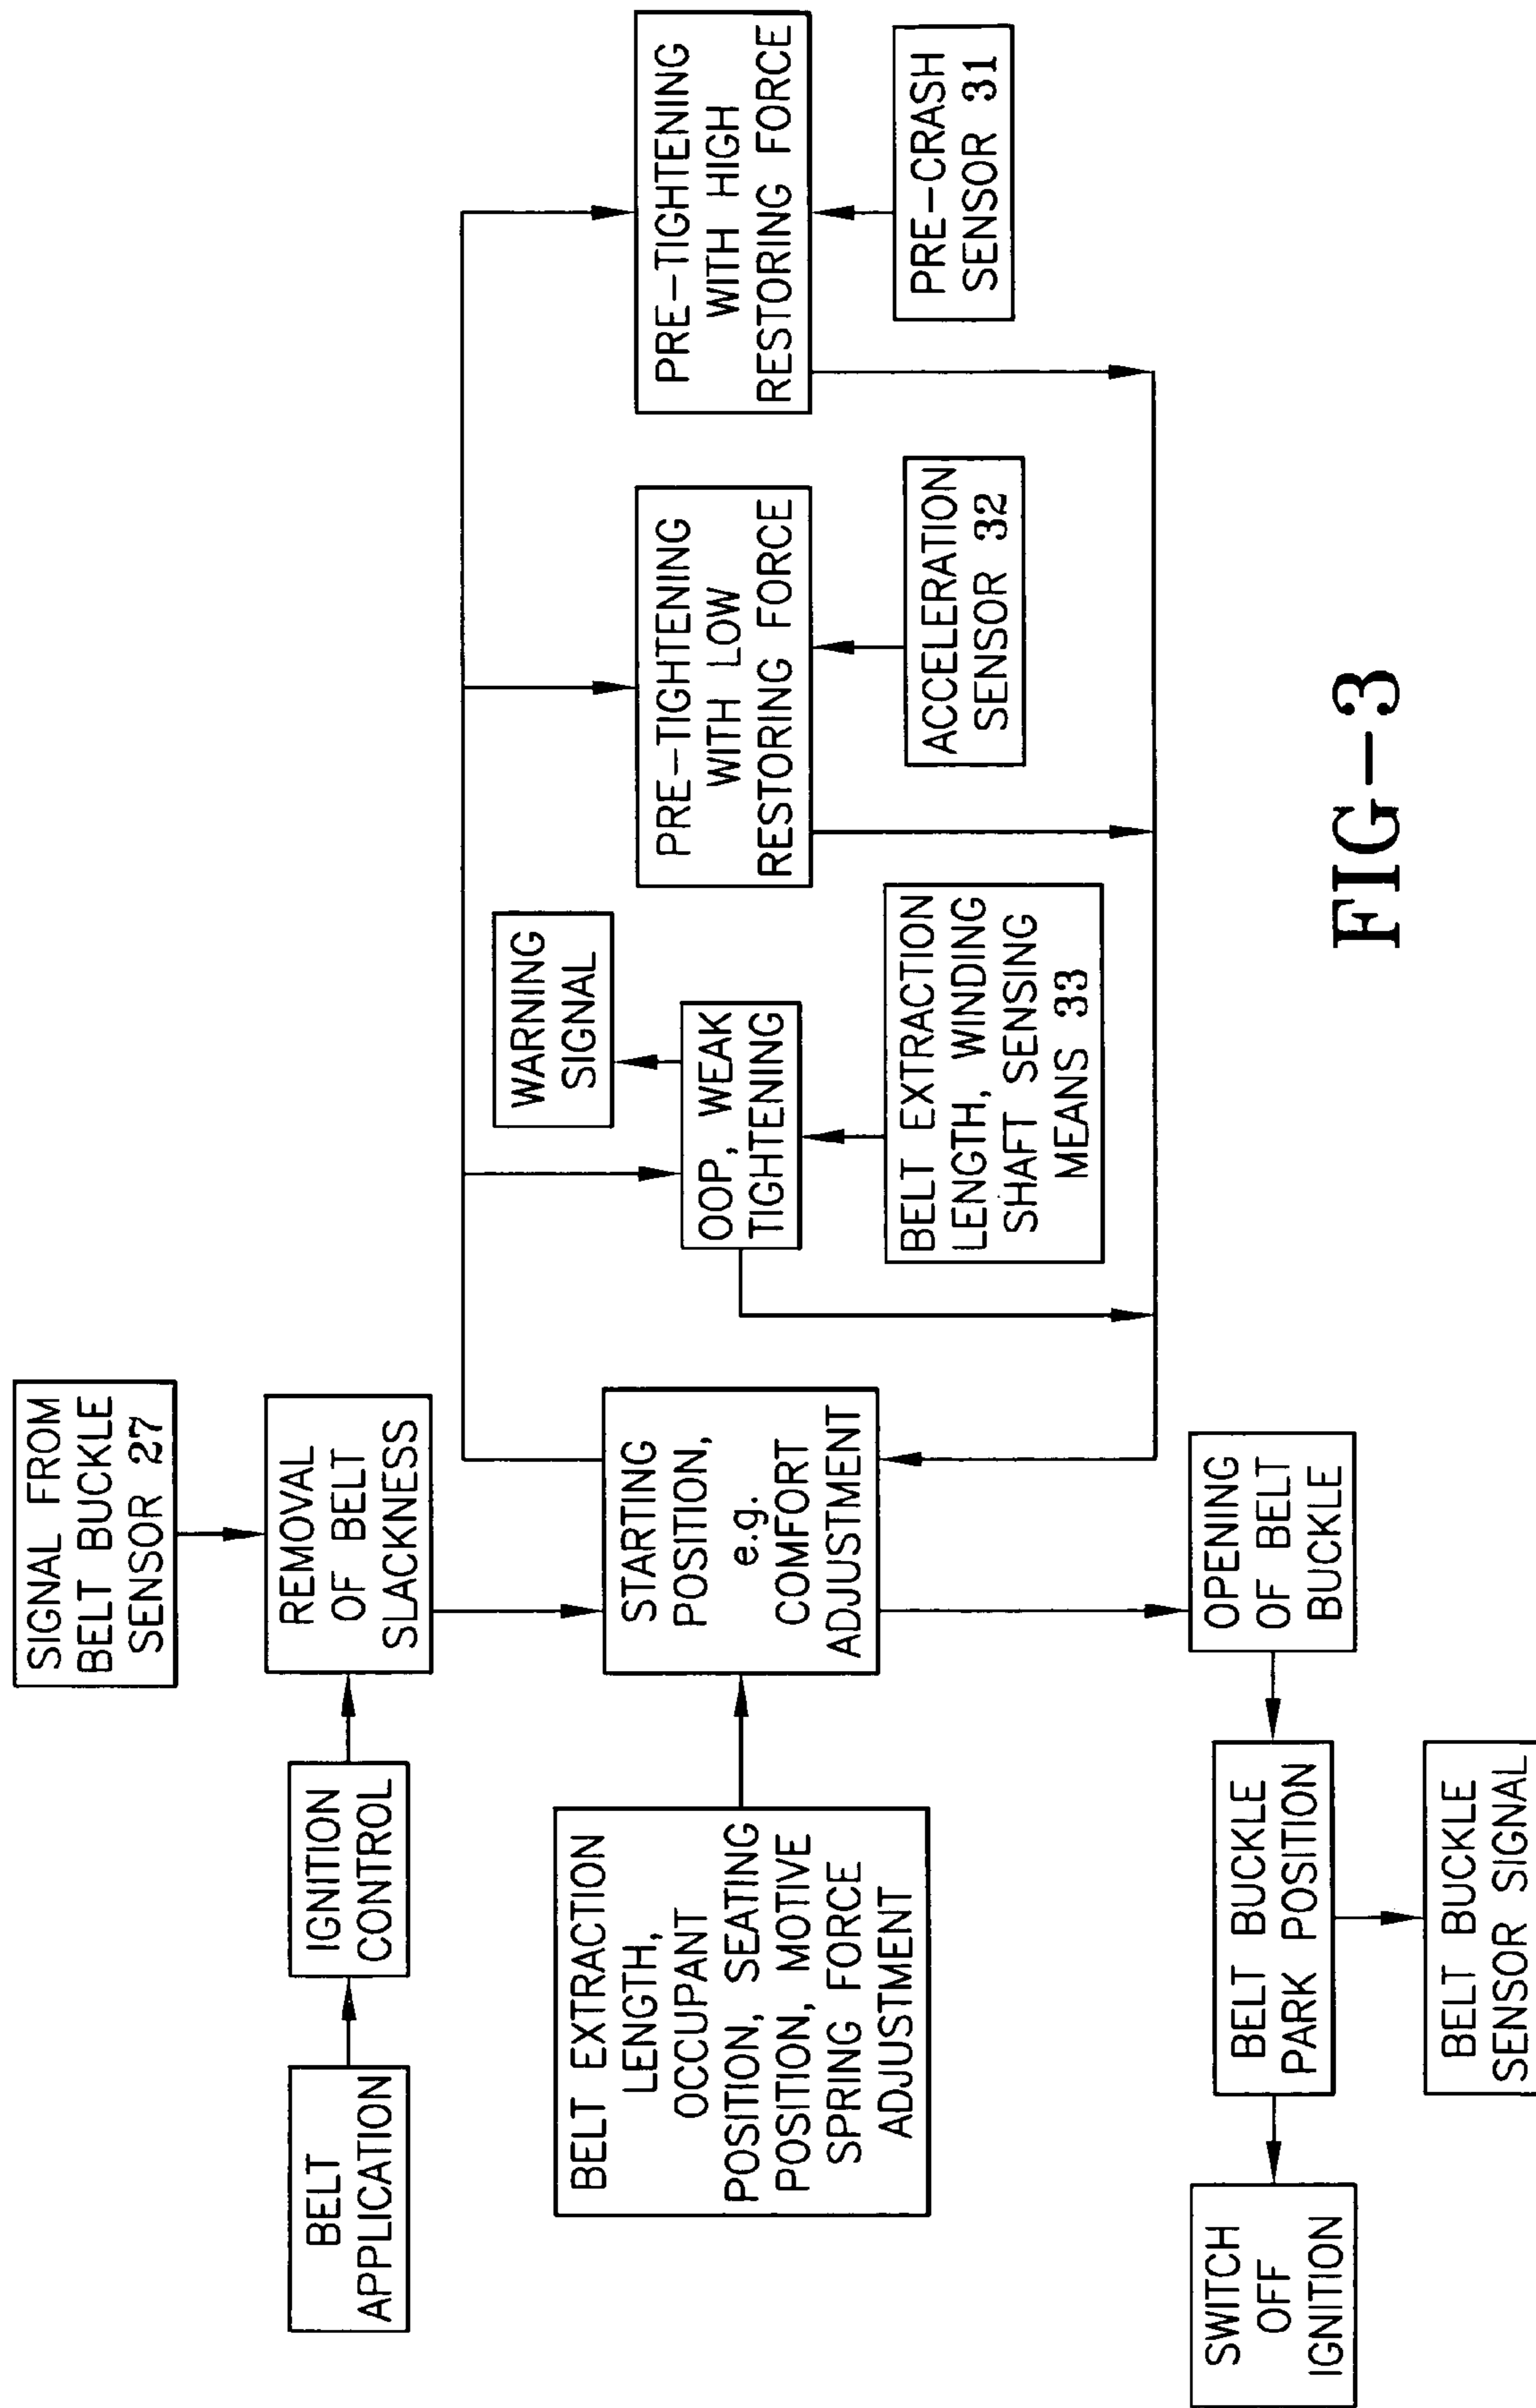 SIGNAL FROM
BELT BUCKLE
SENSOR 27
BELT
APPLICATION
IGNITION
CONTROL
REMOVAL
OF BELT
SLACKNESS
WARNING
SIGNAL
BELT EXTRACTION
LENGTH,
OCCUPANT
POSITION, SEATING
POSITION, MOTIVE
SPRING FORCE
ADJUSTMENT
STARTING
POSITION,
e.g.
COMFORT
ADJUSTMENT
OOP, WEAK
TIGHTENING
PRE-TIGHTENING
WITH LOW
RESTORING FORCE
PRE-TIGHTENING
WITH HIGH
RESTORING FORCE
BELT EXTRACTION
LENGTH, WINDING
SHAFT SENSING
MEANS 33
ACCELERATION
SENSOR 32
PRE-CRASH
SENSOR 31
SWITCH
OFF
IGNITION
BELT BUCKLE
PARK POSITION
OPENING
OF BELT
BUCKLE
BELT BUCKLE
SENSOR SIGNAL
FIG-3